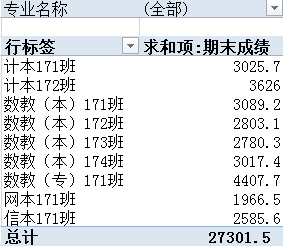 专业名称 (全部)
行标签 求和项:期末成绩
计本171班 3025.7
计本172班 3626
数教（本）171班 3089.2
数教（本）172班 2803.1
数教（本）173班 2780.3
数教（本）174班 3017.4
数教（专）171班 4407.7
网本171班 1966.5
信本171班 2585.6
总计 27301.5